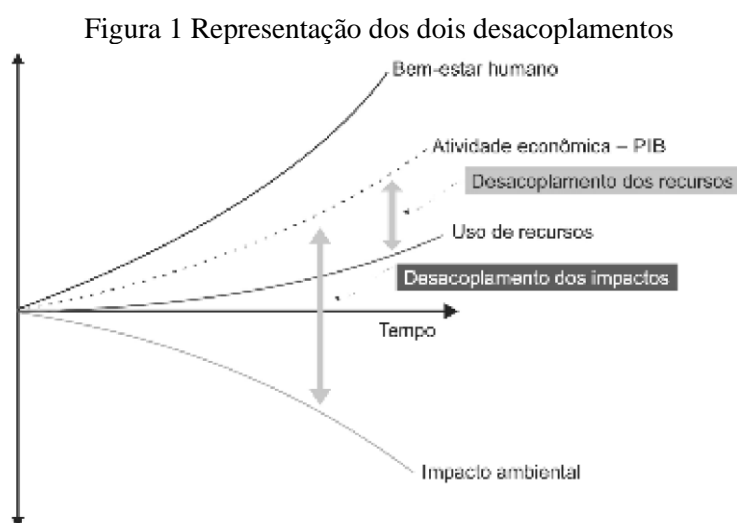 Figura 1 Representação dos dois desacoplamentos
Bem-estar humano
Atividade econômica – PIB
Desacoplamento dos recursos
Uso de recursos
Desacoplamento dos impactos
Tempo
Impacto ambiental